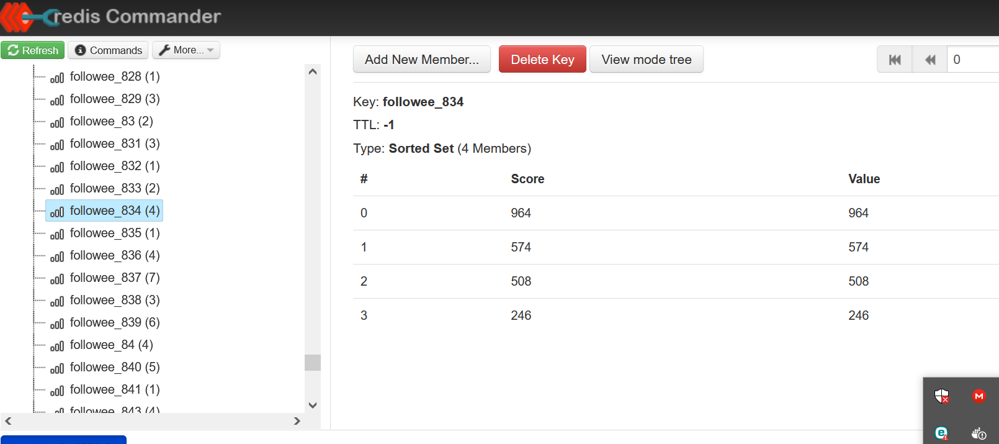 redis Commander
Refresh Commands More...
followee_828 (1)
followee_829 (3)
followee_83 (2)
followee_831 (3)
followee_832 (1)
followee_833 (2)
followee_834 (4)
followee_835 (1)
followee_836 (4)
followee_837 (7)
followee_838 (3)
followee_839 (6)
followee_84 (4)
followee_840 (5)
followee_841 (1)
followee_843 (4)
Add New Member... Delete Key View mode tree 0
Key: followee_834
TTL: -1
Type: Sorted Set (4 Members)
# Score Value
0 964 964
1 574 574
2 508 508
3 246 246